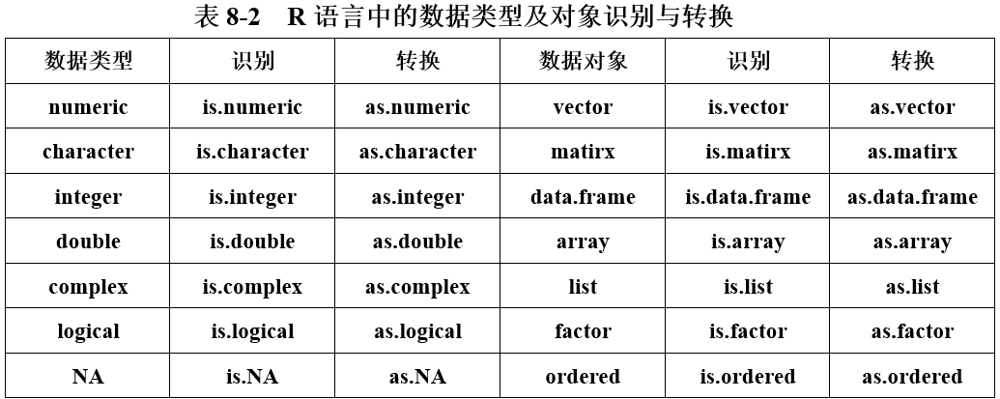 表 8-2 R 语言中的数据类型及对象识别与转换
数据类型 识别 转换 数据对象 识别 转换
numeric is.numeric as.numeric vector is.vector as.vector
character is.character as.character matirx is.matirx as.matirx
integer is.integer as.integer data.frame is.data.frame as.data.frame
double is.double as.double array is.array as.array
complex is.complex as.complex list is.list as.list
logical is.logical as.logical factor is.factor as.factor
NA is.NA as.NA ordered is.ordered as.ordered